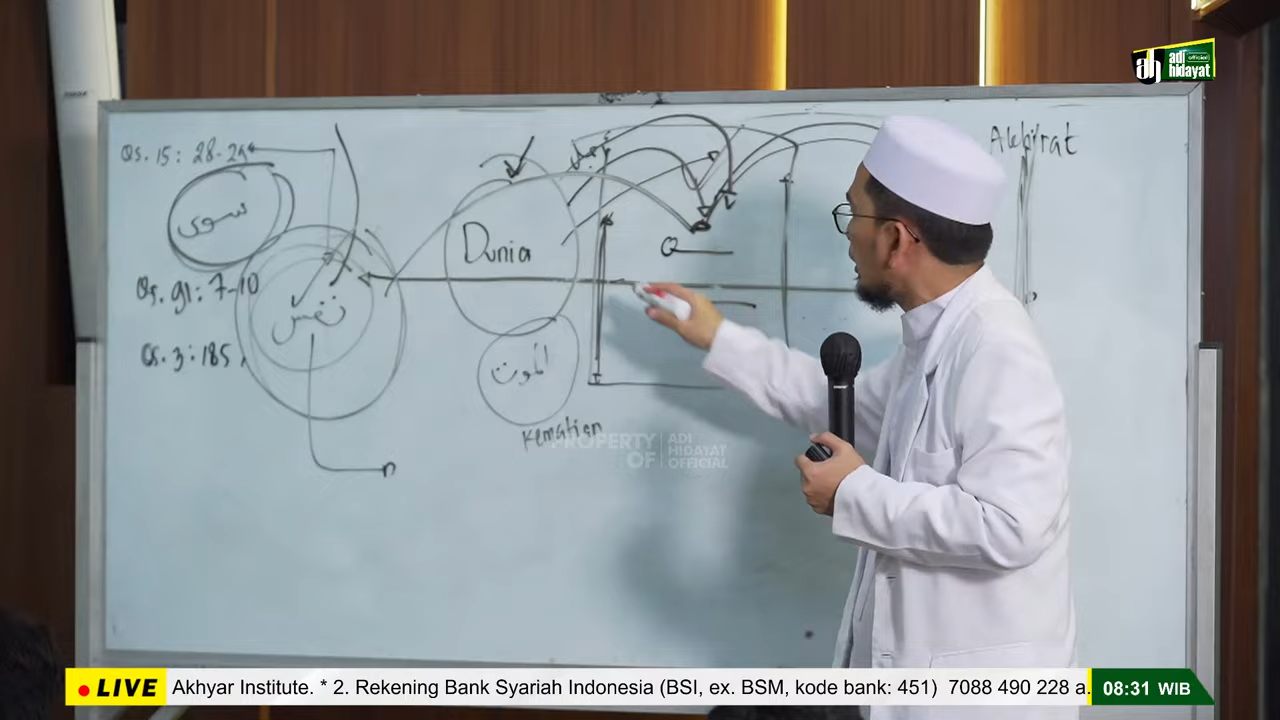 ah adi hidayat official
Qs. 15 : 28-29
Akhirat
سوى
Dunia
Qs. 91 : 7-10
نفس
Qs. 3 : 185
الموت
Kematian
PROPERTY OF ADI HIDAYAT OFFICIAL
LIVE Akhyar Institute. * 2. Rekening Bank Syariah Indonesia (BSI, ex. BSM, kode bank: 451) 7088 490 228 a. 08:31 WIB